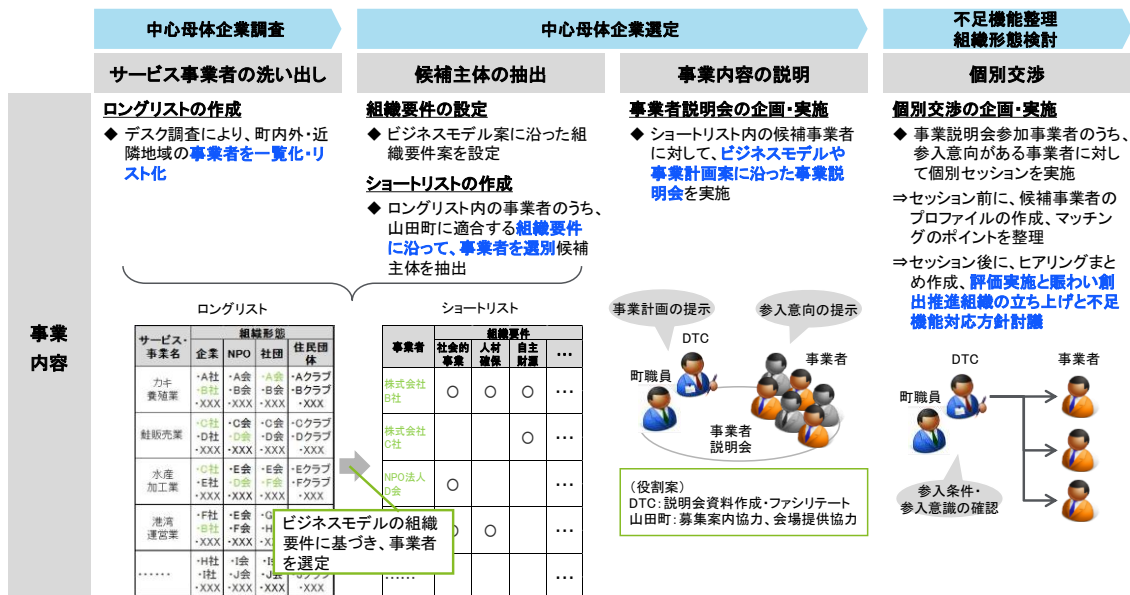 中心母体企業調査
中心母体企業選定
不足機能整理
組織形態検討
サービス事業者の洗い出し
候補主体の抽出
事業内容の説明
個別交渉
事業
内容
ロングリストの作成
◆ デスク調査により、町内外・近
隣地域の事業者を一覧化・リ
スト化
組織要件の設定
◆ ビジネスモデル案に沿った組
織要件案を設定
ショートリストの作成
◆ ロングリスト内の事業者のうち、
山田町に適合する組織要件
に沿って、事業者を選別候補
主体を抽出
事業者説明会の企画・実施
◆ ショートリスト内の候補事業者
に対して、ビジネスモデルや
事業計画案に沿った事業説
明会を実施
個別交渉の企画・実施
◆ 事業説明会参加事業者のうち、
参入意向がある事業者に対し
て個別セッションを実施
⇒セッション前に、候補事業者の
プロファイルの作成、マッチン
グのポイントを整理
⇒セッション後に、ヒアリングまと
め作成、評価実施と賑わい創
出推進組織の立ち上げと不足
機能対応方針討議
ロングリスト
サービス・
事業名
組織形態
企業 NPO 社団 住民団
体
カキ
養殖業
・A社 ・A会 ・A会 ・Aクラブ
・B社 ・B会 ・B会 ・Bクラブ
・XXX ・XXX ・XXX ・XXX
鮭販売業
・C社 ・C会 ・C会 ・Cクラブ
・D社 ・D会 ・D会 ・Dクラブ
・XXX ・XXX ・XXX ・XXX
水産
加工業
・C社 ・E会 ・E会 ・Eクラブ
・E社 ・D会 ・F会 ・Fクラブ
・XXX ・XXX ・XXX ・XXX
港湾
運営業
・F社 ・E会 ・G
・B社 ・F会 ・H
・XXX ・XXX
……
・H社 ・I会
・I社 ・J会 ・J会 ・Jクラブ
・XXX ・XXX ・XXX ・XXX
ビジネスモデルの組織
要件に基づき、事業者
を選定
ショートリスト
事業者
組織要件
社会的
事業
人材
確保
自主
財源
…
株式会社
B社
○ ○ ○ …
株式会社
C社
○ …
NPO法人
D会
○ …
○ …
…… …
事業計画の提示
参入意向の提示
DTC
町職員
事業者
事業者
説明会
（役割案）
DTC：説明会資料作成・ファシリテート
山田町：募集案内協力、会場提供協力
DTC
事業者
町職員
参入条件・
参入意識の確認